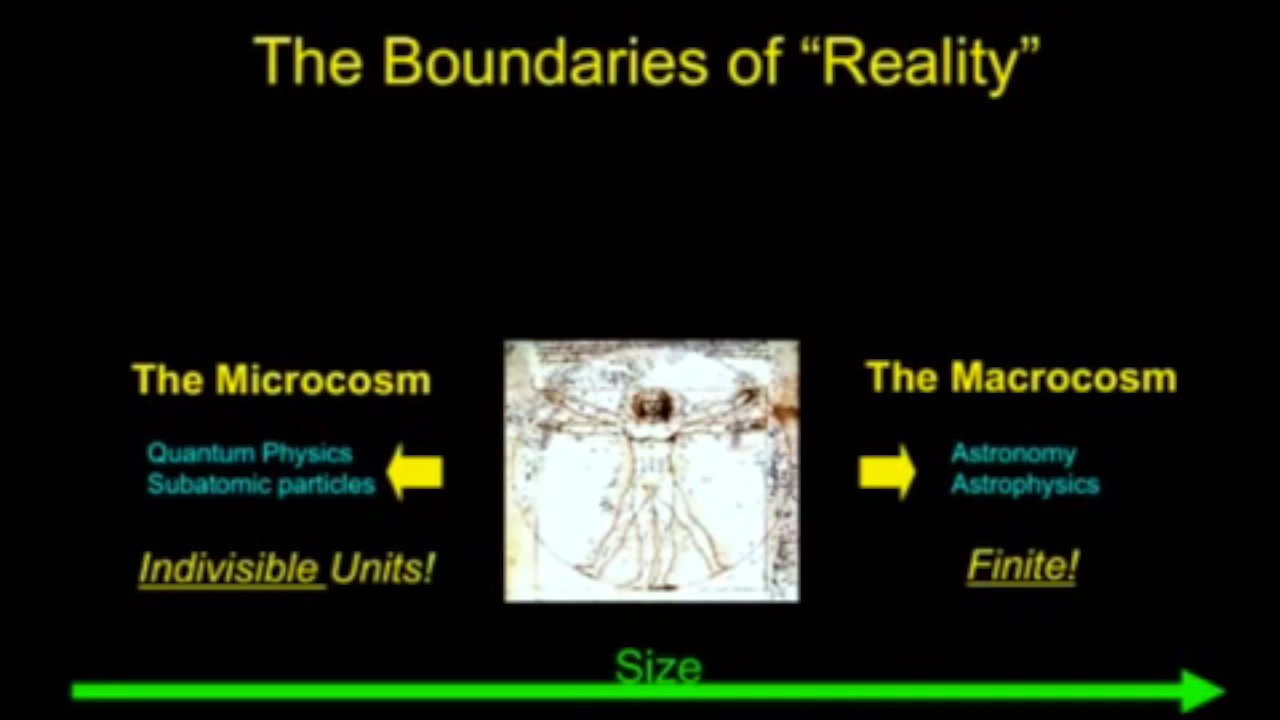 The Boundaries of “Reality”
The Microcosm
The Macrocosm
Quantum Physics
Subatomic particles
Astronomy
Astrophysics
Indivisible Units!
Finite!
Size